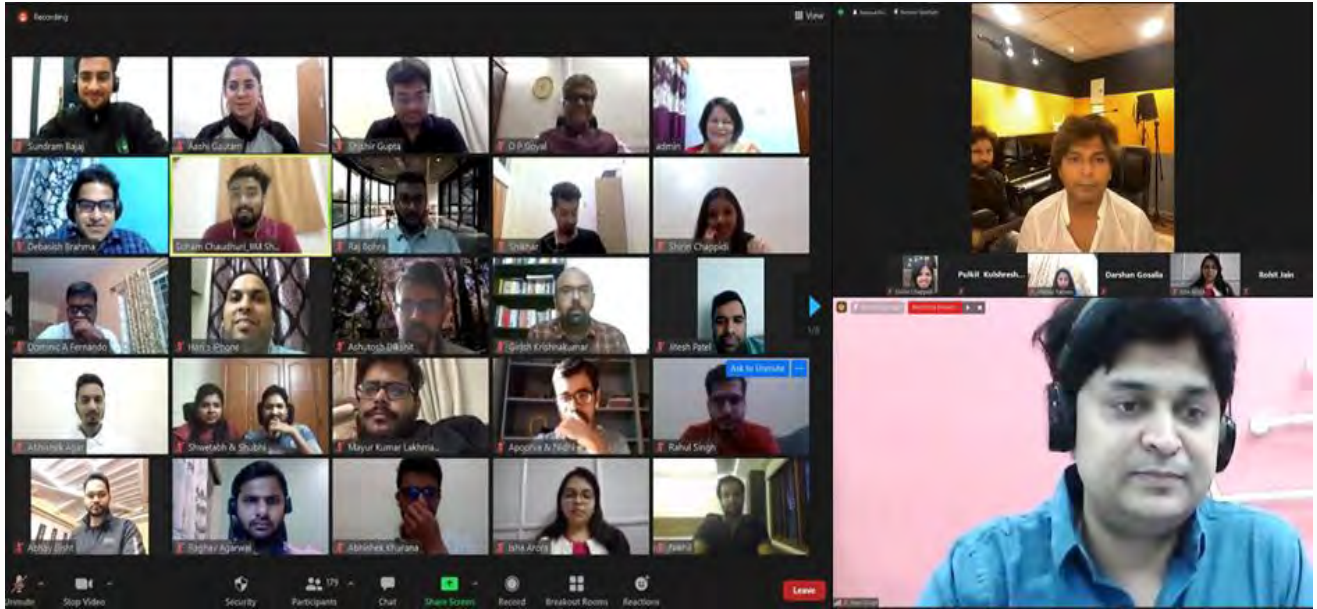 Recording
View
Sundram Bajaj
Aashi Gautam
Shishir Gupta
O P Goyal
admin
Debasish Brahma
Soham Chaudhuri_IIM Sh...
Raj Bohra
Shikhar
Shirin Chappidi
Dominic A Fernando
Hari's iPhone
Ashutosh Dikshit
Girish Krishnakumar
Jitesh Patel
Ask to Unmute
Abhishek Agar
Shwetabh & Shubhi
Mayur Kumar Lakhma...
Apoorva & Nidhi
Rahul Singh
Abhay Bisht
Raghav Agarwal
Abhishek Khurana
Isha Arora
Nikhil
Unmute
Stop Video
Security
179
Participants
Chat
Share Screen
Record
Breakout Rooms
Reactions
Leave
Pulkit Kulshresh...
Darshan Gosalia
Rohit Jain